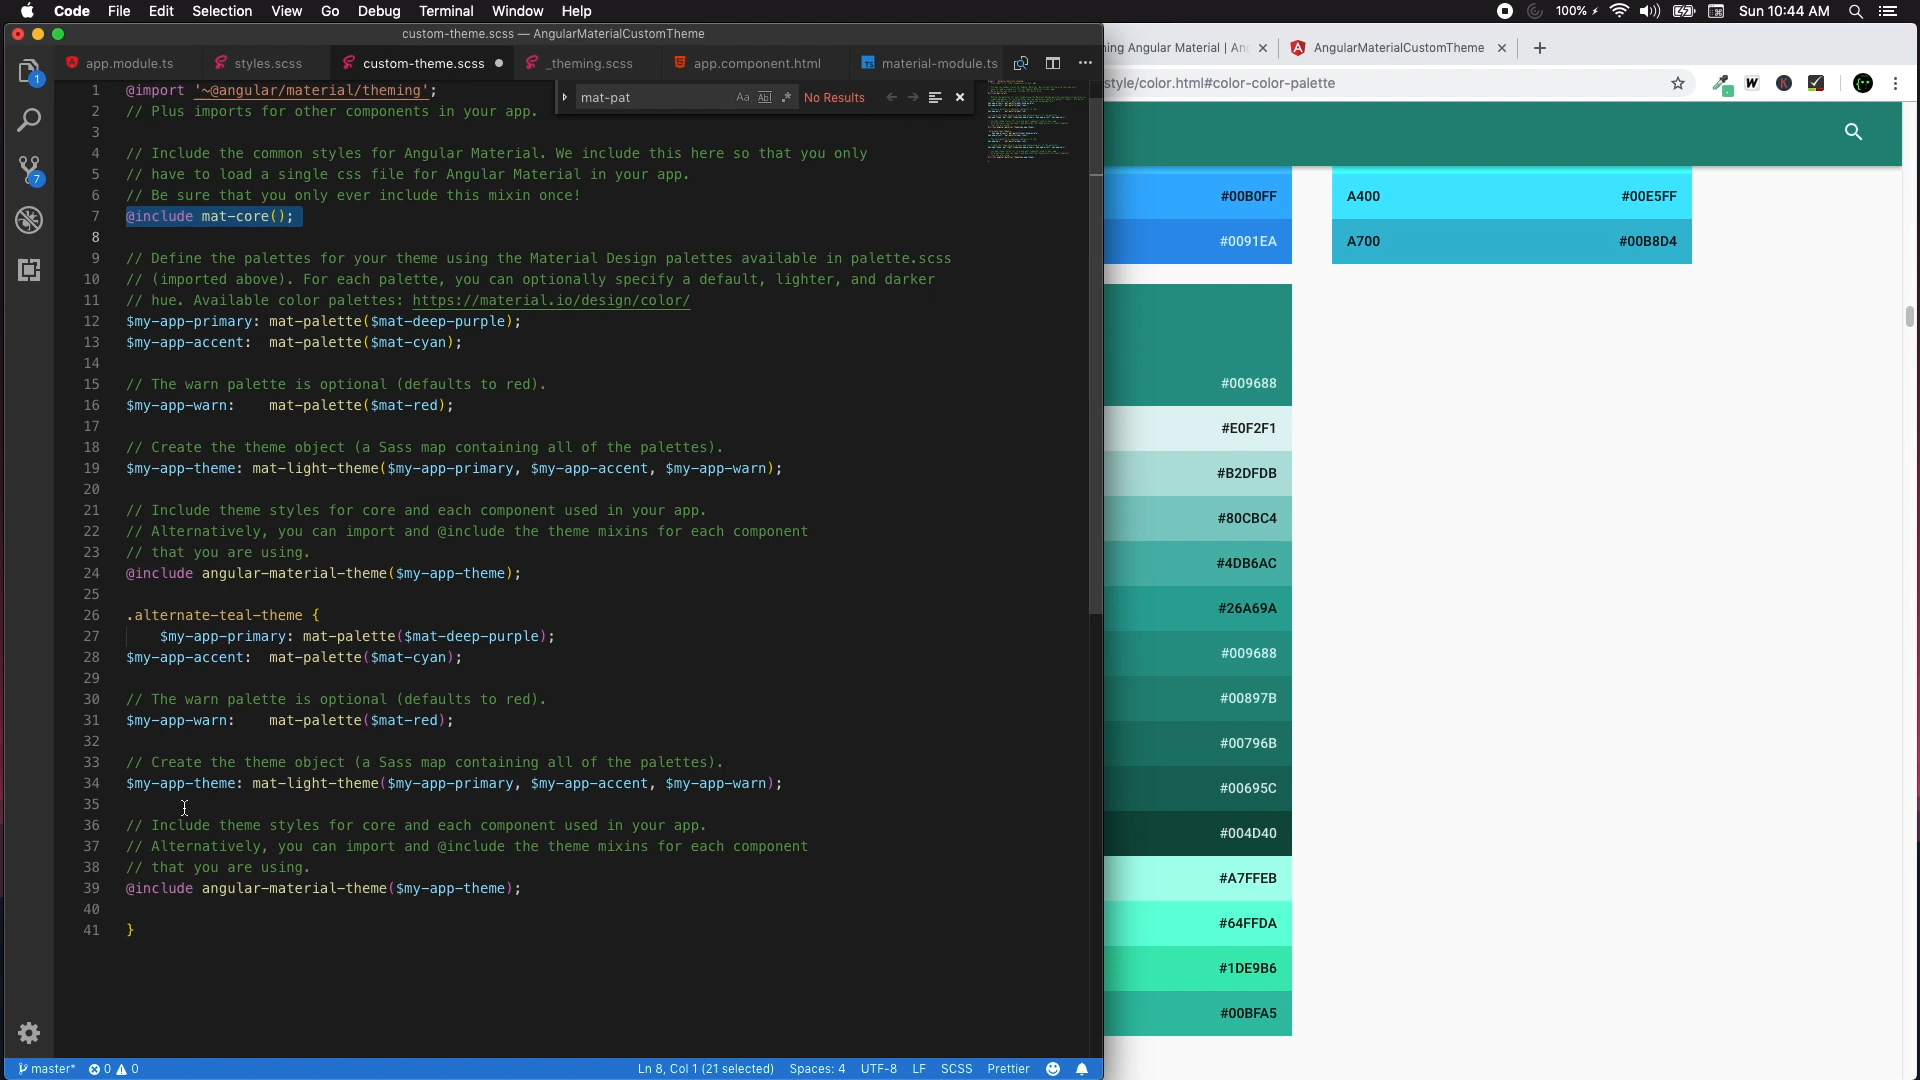 Code File Edit Selection View Go Debug Terminal Window Help
100% Sun 10:44 AM
custom-theme.scss — AngularMaterialCustomTheme
app.module.ts styles.scss custom-theme.scss _theming.scss app.component.html material-module.ts
mat-pat Aa Abl .* No Results
1 @import '~@angular/material/theming';
2 // Plus imports for other components in your app.
3
4 // Include the common styles for Angular Material. We include this here so that you only
5 // have to load a single css file for Angular Material in your app.
6 // Be sure that you only ever include this mixin once!
7 @include mat-core();
8
9 // Define the palettes for your theme using the Material Design palettes available in palette.scss
10 // (imported above). For each palette, you can optionally specify a default, lighter, and darker
11 // hue. Available color palettes: https://material.io/design/color/
12 $my-app-primary: mat-palette($mat-deep-purple);
13 $my-app-accent:  mat-palette($mat-cyan);
14
15 // The warn palette is optional (defaults to red).
16 $my-app-warn:    mat-palette($mat-red);
17
18 // Create the theme object (a Sass map containing all of the palettes).
19 $my-app-theme: mat-light-theme($my-app-primary, $my-app-accent, $my-app-warn);
20
21 // Include theme styles for core and each component used in your app.
22 // Alternatively, you can import and @include the theme mixins for each component
23 // that you are using.
24 @include angular-material-theme($my-app-theme);
25
26 .alternate-teal-theme {
27     $my-app-primary: mat-palette($mat-deep-purple);
28 $my-app-accent:  mat-palette($mat-cyan);
29
30 // The warn palette is optional (defaults to red).
31 $my-app-warn:    mat-palette($mat-red);
32
33 // Create the theme object (a Sass map containing all of the palettes).
34 $my-app-theme: mat-light-theme($my-app-primary, $my-app-accent, $my-app-warn);
35
36 // Include theme styles for core and each component used in your app.
37 // Alternatively, you can import and @include the theme mixins for each component
38 // that you are using.
39 @include angular-material-theme($my-app-theme);
40
41 }
1
7
master* 0 0 Ln 8, Col 1 (21 selected) Spaces: 4 UTF-8 LF SCSS Prettier
ing Angular Material | An AngularMaterialCustomTheme
style/color.html#color-color-palette
W K
#00B0FF
#0091EA
A400 #00E5FF
A700 #00B8D4
#009688
#E0F2F1
#B2DFDB
#80CBC4
#4DB6AC
#26A69A
#009688
#00897B
#00796B
#00695C
#004D40
#A7FFEB
#64FFDA
#1DE9B6
#00BFA5